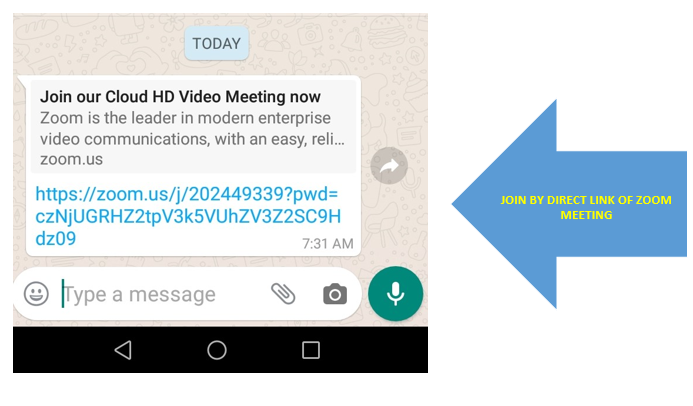 TODAY
Join our Cloud HD Video Meeting now
Zoom is the leader in modern enterprise
video communications, with an easy, reli...
zoom.us
https://zoom.us/j/202449339?pwd=
czNjUGRHZ2tpV3k5VUhZV3Z2SC9H
dz09
7:31 AM
Type a message
JOIN BY DIRECT LINK OF ZOOM
MEETING